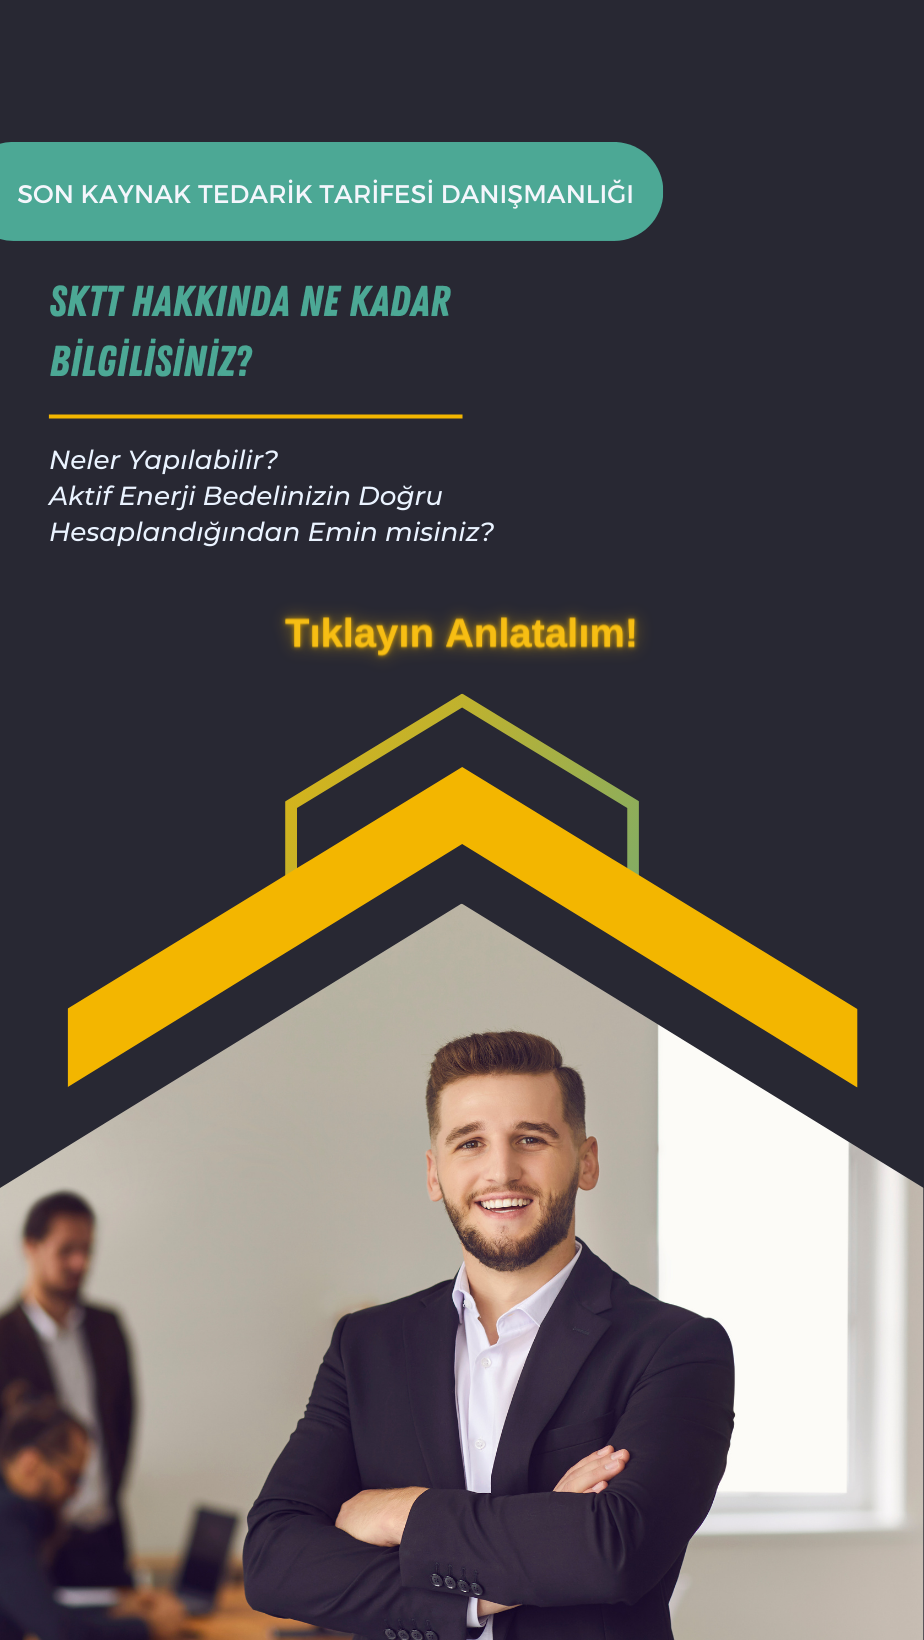 SON KAYNAK TEDARİK TARİFESİ DANIŞMANLIĞI
SKTT HAKKINDA NE KADAR
BİLGİLİSİNİZ?
Neler Yapılabilir?
Aktif Enerji Bedelinizin Doğru
Hesaplandığından Emin misiniz?
Tıklayın Anlatalım!